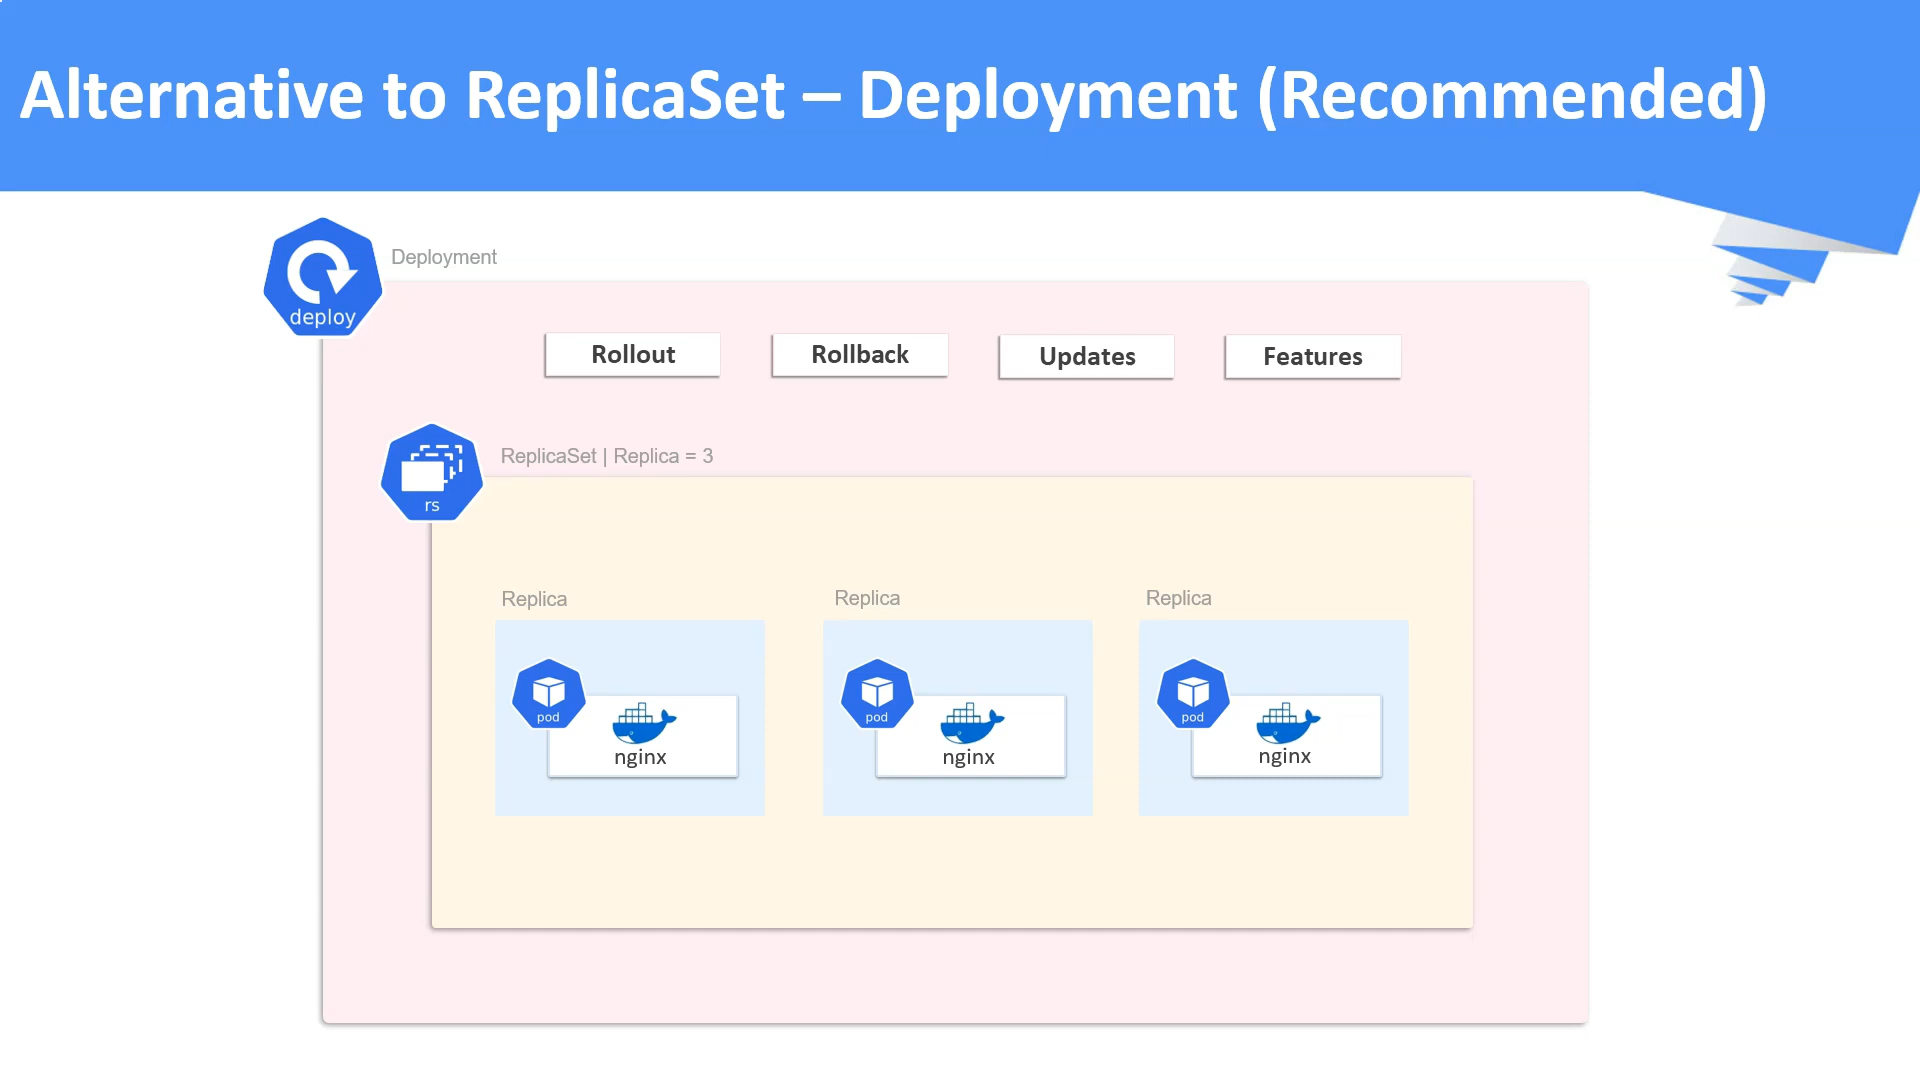 Alternative to ReplicaSet – Deployment (Recommended)
Deployment
deploy
Rollout
Rollback
Updates
Features
ReplicaSet | Replica = 3
rs
Replica
Replica
Replica
pod
nginx
pod
nginx
pod
nginx